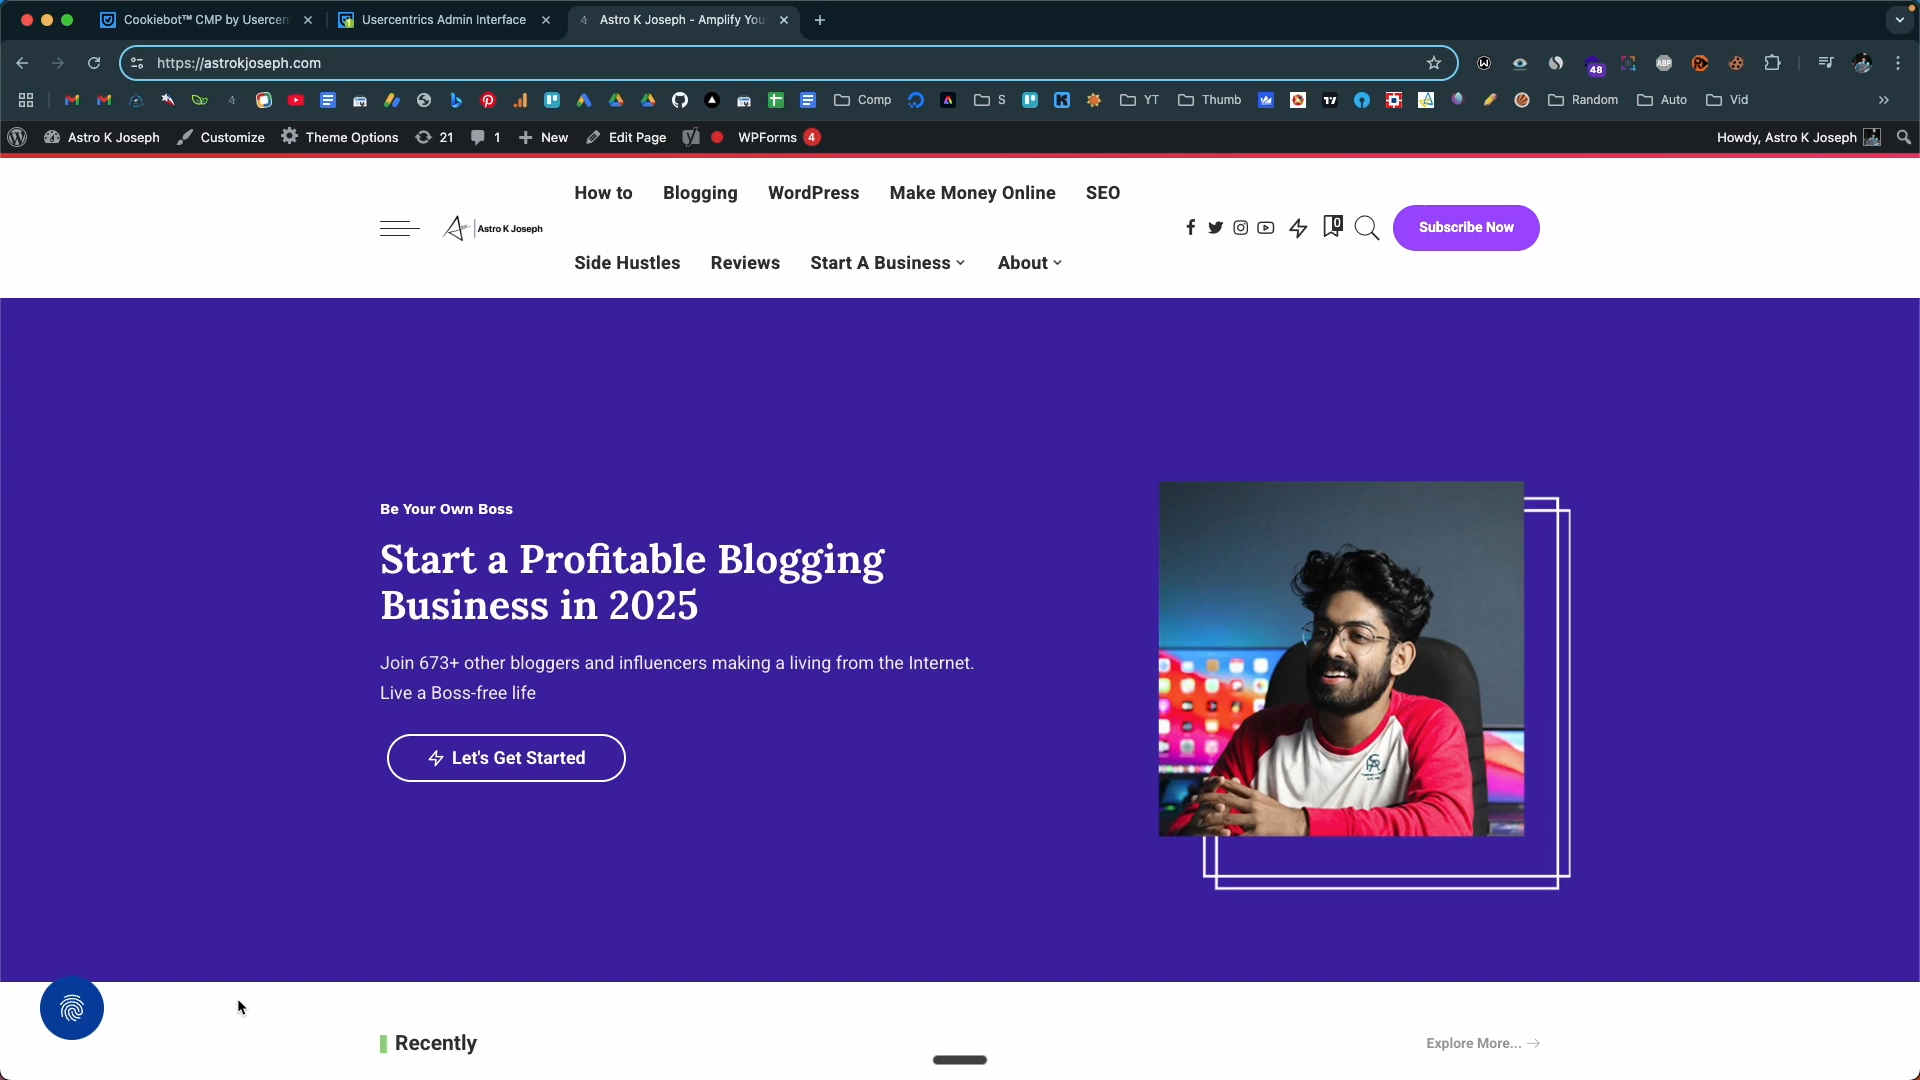 Cookiebot™ CMP by Usercen
Usercentrics Admin Interface
Astro K Joseph - Amplify You
https://astrokjoseph.com
48
ABP
Comp
S
YT
Thumb
Random
Auto
Vid
Astro K Joseph
Customize
Theme Options
21
1
New
Edit Page
WPForms 4
Howdy, Astro K Joseph
How to
Blogging
WordPress
Make Money Online
SEO
Astro K Joseph
0
Subscribe Now
Side Hustles
Reviews
Start A Business
About
Be Your Own Boss
Start a Profitable Blogging
Business in 2025
Join 673+ other bloggers and influencers making a living from the Internet.
Live a Boss-free life
Let's Get Started
Recently
Explore More...